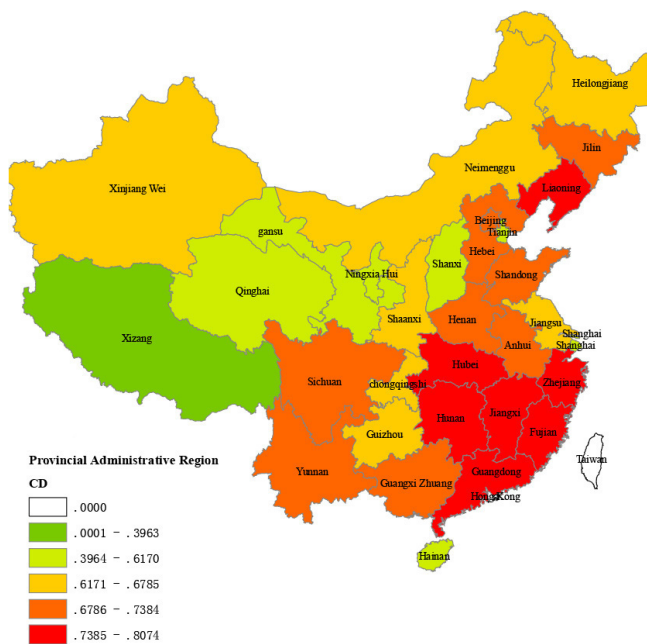 Heilongjiang
Jilin
Neimenggu
Liaoning
Xinjiang Wei
Beijing
gansu
Tianjin
Hebei
Ningxia Hui
Shanxi
Shandong
Qinghai
Shaanxi
Henan
Jiangsu
Xizang
Shanghai
Anhui
Shanghai
Hubei
Sichuan
chongqingshi
Zhejiang
Hunan
Jiangxi
Guizhou
Fujian
Taiwan
Yunnan
Guangdong
Guangxi Zhuang
Hong Kong
Hainan
Provincial Administrative Region
CD
.0000
.0001 - .3963
.3964 - .6170
.6171 - .6785
.6786 - .7384
.7385 - .8074